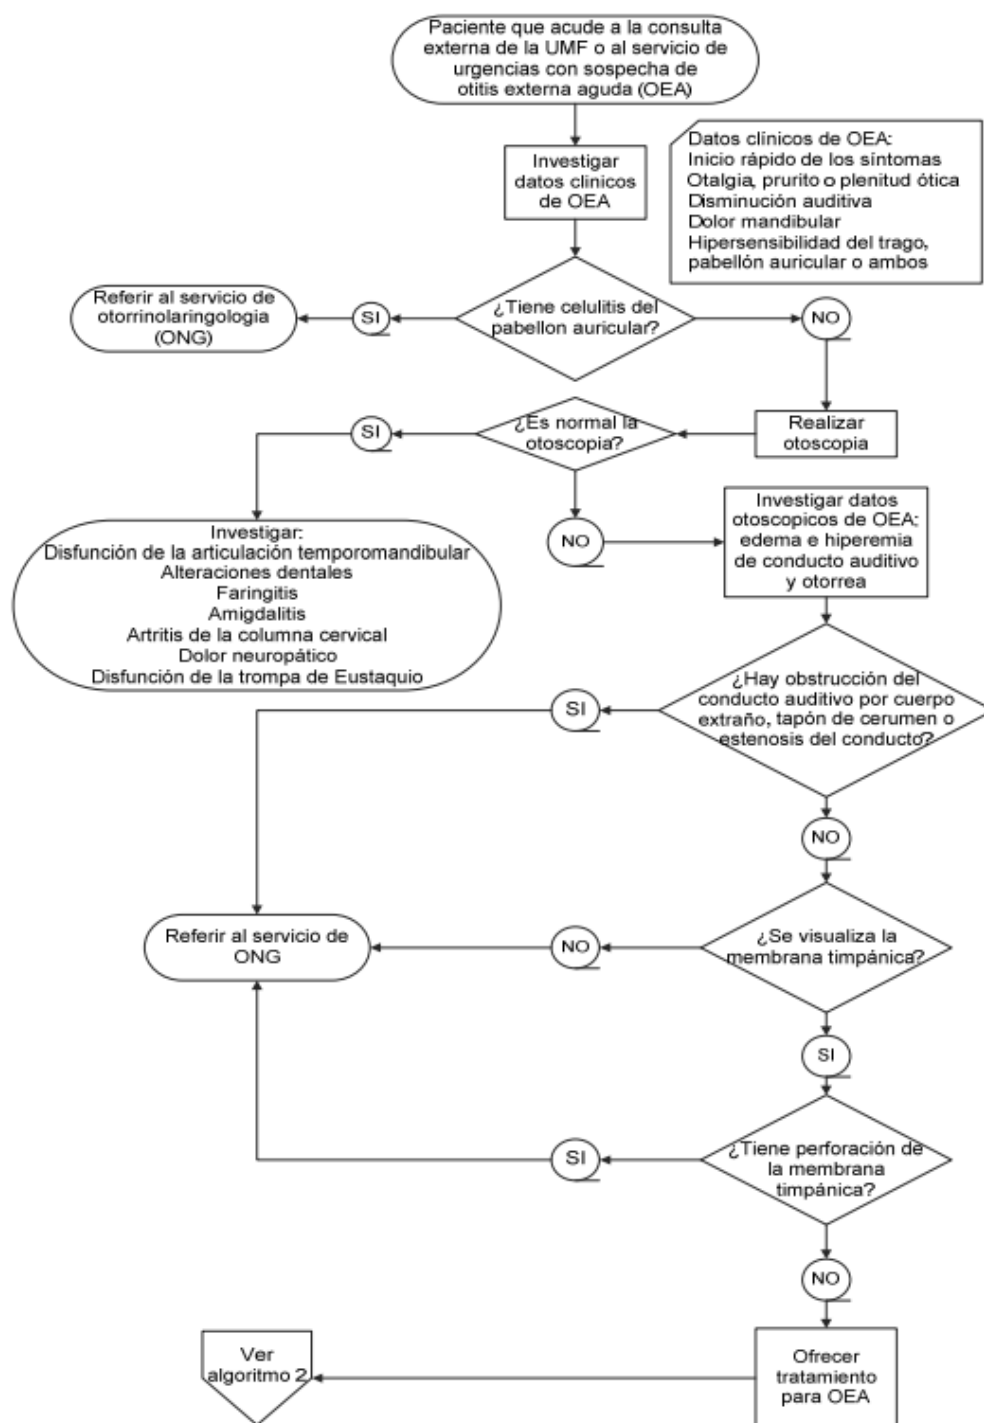 Paciente que acude a la consulta
externa de la UMF o al servicio de
urgencias con sospecha de
otitis externa aguda (OEA)
Investigar
datos clinicos
de OEA
Datos clínicos de OEA:
Inicio rápido de los síntomas
Otalgia, prurito o plenitud ótica
Disminución auditiva
Dolor mandibular
Hipersensibilidad del trago,
pabellón auricular o ambos
¿Tiene celulitis del
pabellon auricular?
SI
Referir al servicio de
otorrinolaringologia
(ONG)
NO
Realizar
otoscopia
¿Es normal la
otoscopia?
SI
Investigar:
Disfunción de la articulación temporomandibular
Alteraciones dentales
Faringitis
Amigdalitis
Artritis de la columna cervical
Dolor neuropático
Disfunción de la trompa de Eustaquio
NO
Investigar datos
otoscopicos de OEA;
edema e hiperemia
de conducto auditivo
y otorrea
¿Hay obstrucción del
conducto auditivo por cuerpo
extraño, tapón de cerumen o
estenosis del conducto?
SI
NO
Referir al servicio de
ONG
NO
¿Se visualiza la
membrana timpánica?
SI
SI
¿Tiene perforación de
la membrana
timpánica?
NO
Ver
algoritmo 2
Ofrecer
tratamiento
para OEA